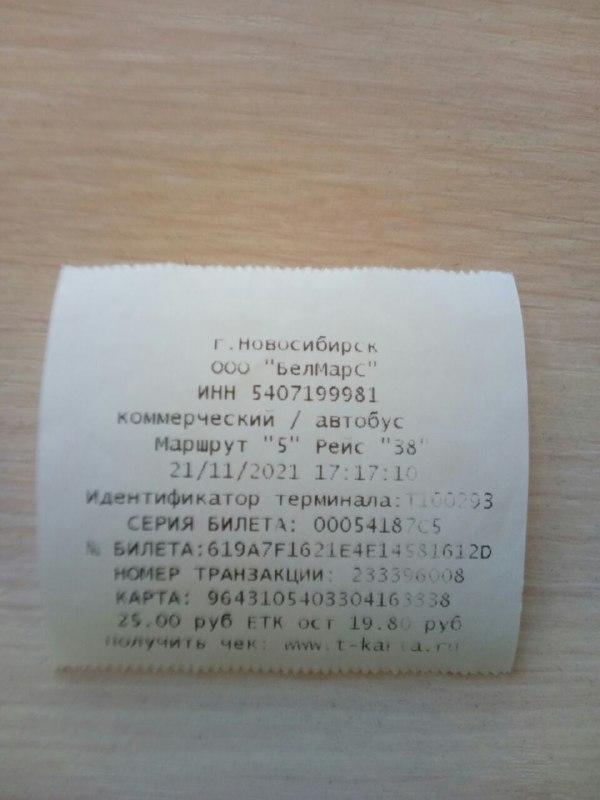 г.Новосибирск
ООО "БелМарС"
ИНН 5407199981
коммерческий / автобус
Маршрут "5" Рейс "38"
21/11/2021 17:17:10
Идентификатор терминала:T100293
СЕРИЯ БИЛЕТА: 00054187C5
№ БИЛЕТА:619A7F1621E4E14581612D
НОМЕР ТРАНЗАКЦИИ: 233396008
КАРТА: 9643105403304163338
25.00 руб ЕТК ост 19.80 руб
Получить чек: www.t-karta.ru